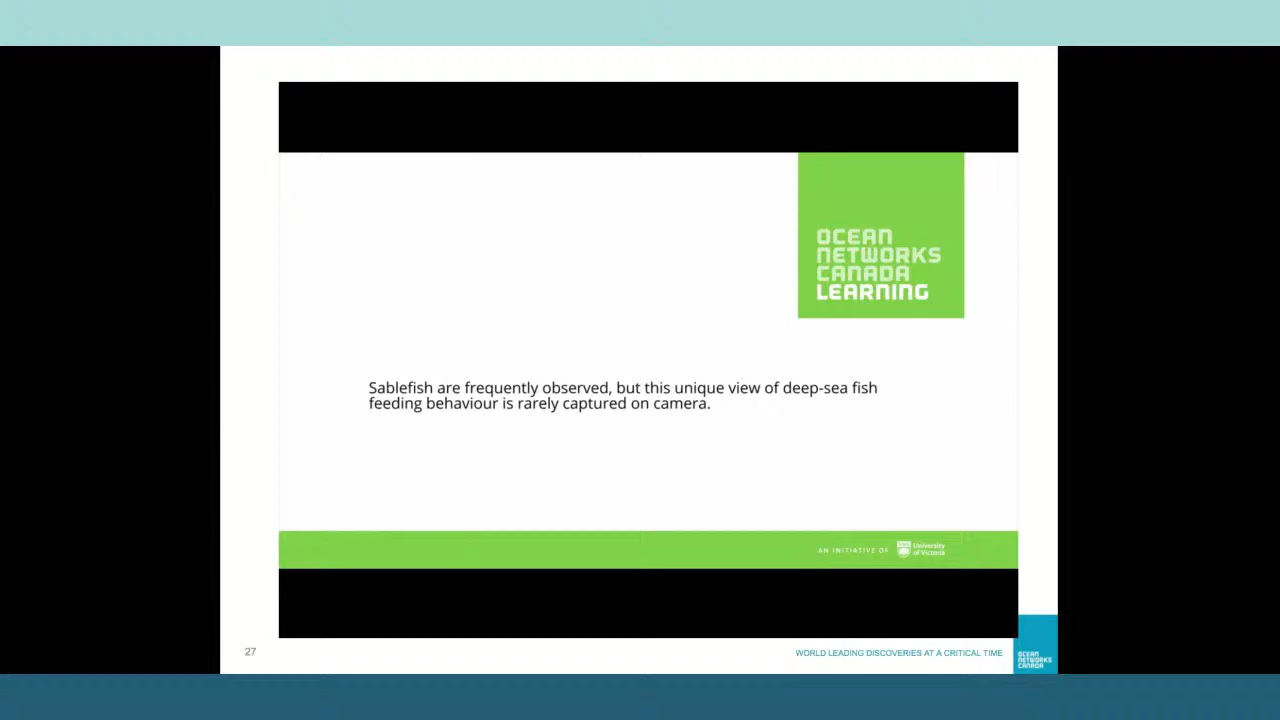 OCEAN
NETWORKS
CANADA
LEARNING
Sablefish are frequently observed, but this unique view of deep-sea fish
feeding behaviour is rarely captured on camera.
AN INITIATIVE OF
University
of Victoria
27
WORLD LEADING DISCOVERIES AT A CRITICAL TIME
OCEAN
NETWORKS
CANADA